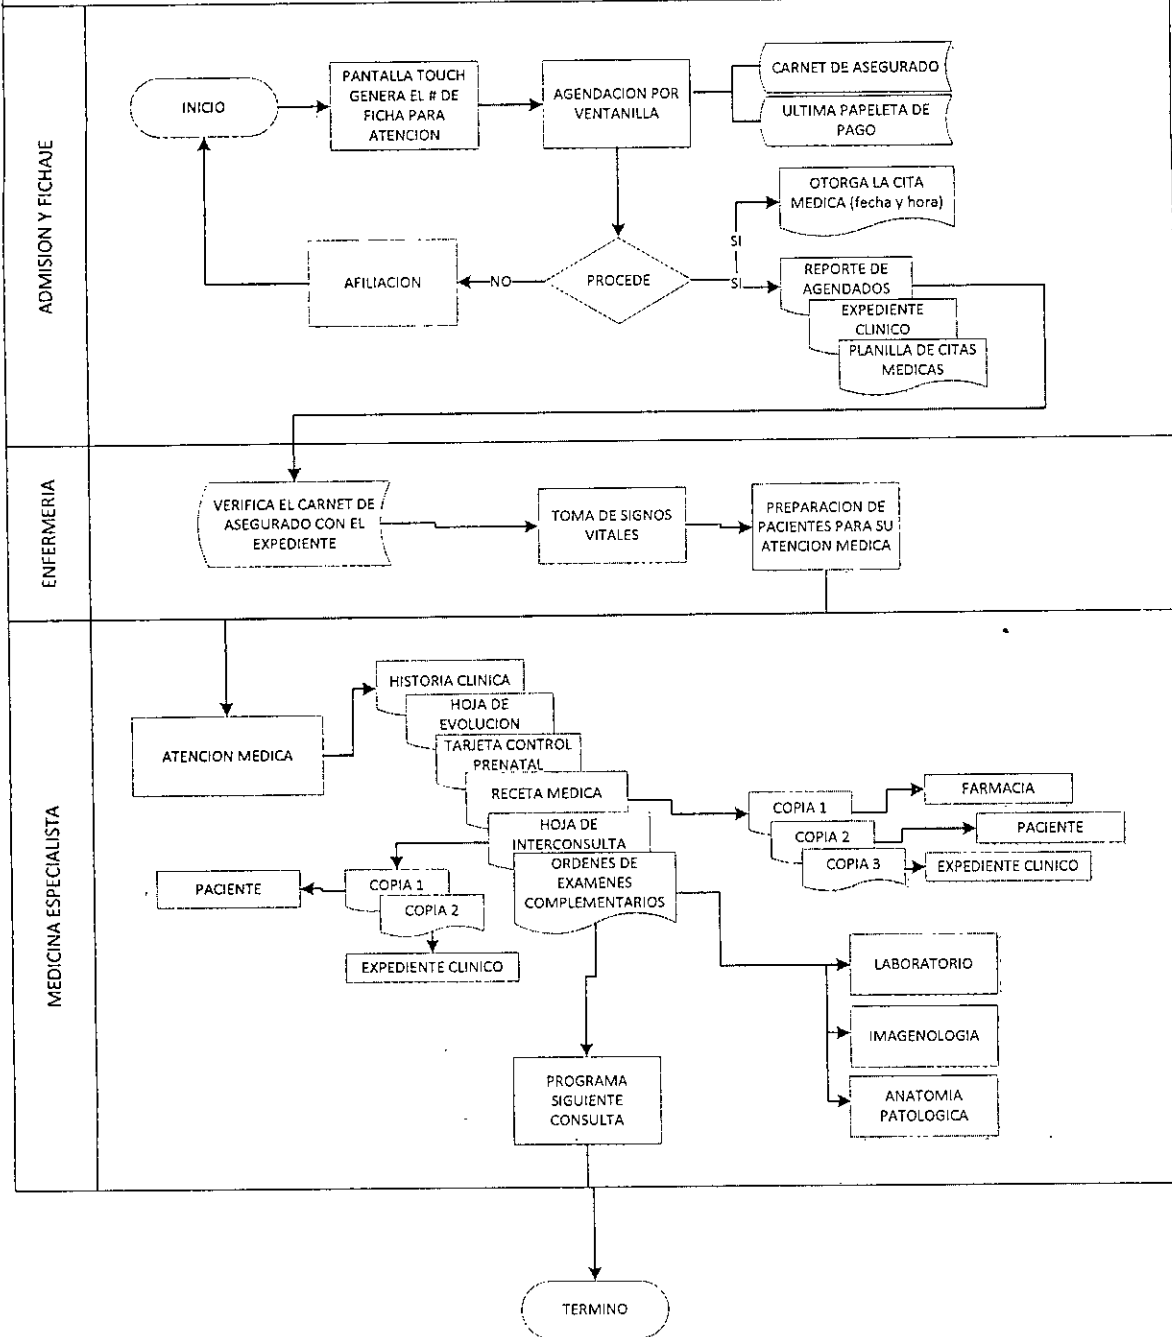 ADMISION Y FICHAJE
INICIO
PANTALLA TOUCH
GENERA EL # DE
FICHA PARA
ATENCION
AGENDACION POR
VENTANILLA
CARNET DE ASEGURADO
ULTIMA PAPELETA DE
PAGO
OTORGA LA CITA
MEDICA (fecha y hora)
SI
AFILIACION
NO
PROCEDE
SI
REPORTE DE
AGENDADOS
EXPEDIENTE
CLINICO
PLANILLA DE CITAS
MEDICAS
ENFERMERIA
VERIFICA EL CARNET DE
ASEGURADO CON EL
EXPEDIENTE
TOMA DE SIGNOS
VITALES
PREPARACION DE
PACIENTES PARA SU
ATENCION MEDICA
MEDICINA ESPECIALISTA
ATENCION MEDICA
HISTORIA CLINICA
HOJA DE
EVOLUCION
TARJETA CONTROL
PRENATAL
RECETA MEDICA
HOJA DE
INTERCONSULTA
ORDENES DE
EXAMENES
COMPLEMENTARIOS
COPIA 1
FARMACIA
COPIA 2
PACIENTE
COPIA 3
EXPEDIENTE CLINICO
PACIENTE
COPIA 1
COPIA 2
EXPEDIENTE CLINICO
LABORATORIO
IMAGENOLOGIA
ANATOMIA
PATOLOGICA
PROGRAMA
SIGUIENTE
CONSULTA
TERMINO